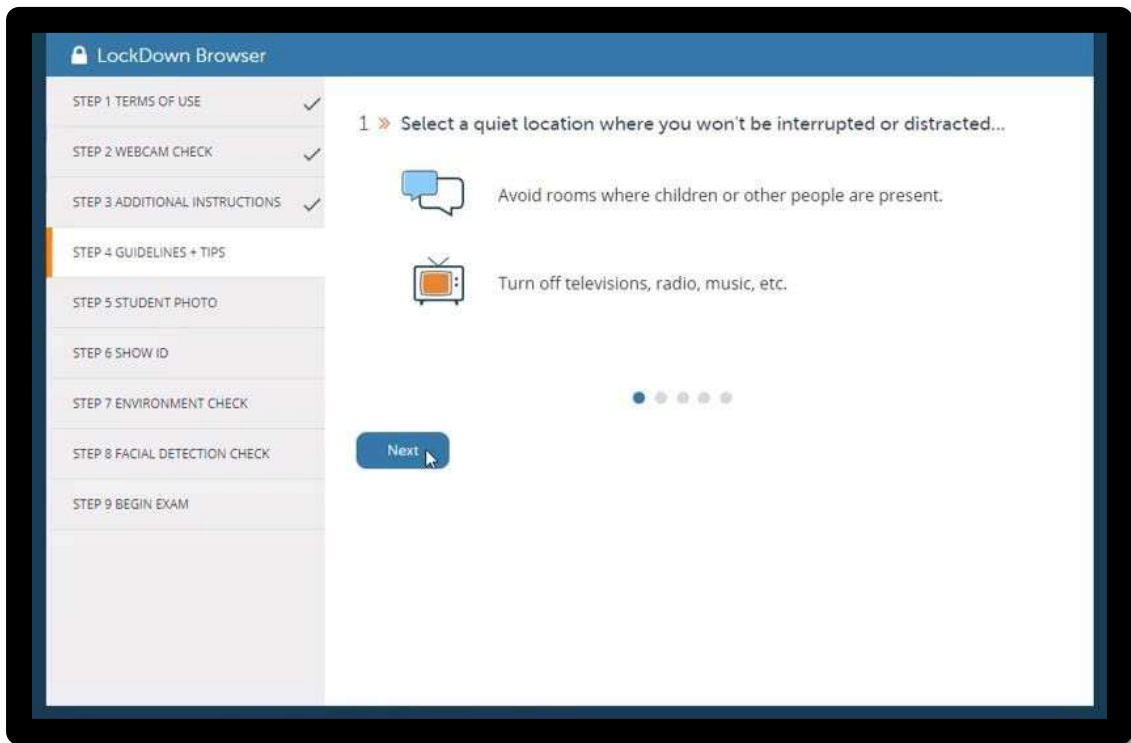 LockDown Browser
STEP 1 TERMS OF USE
STEP 2 WEBCAM CHECK
STEP 3 ADDITIONAL INSTRUCTIONS
STEP 4 GUIDELINES + TIPS
STEP 5 STUDENT PHOTO
STEP 6 SHOW ID
STEP 7 ENVIRONMENT CHECK
STEP 8 FACIAL DETECTION CHECK
STEP 9 BEGIN EXAM
1 » Select a quiet location where you won't be interrupted or distracted...
Avoid rooms where children or other people are present.
Turn off televisions, radio, music, etc.
Next